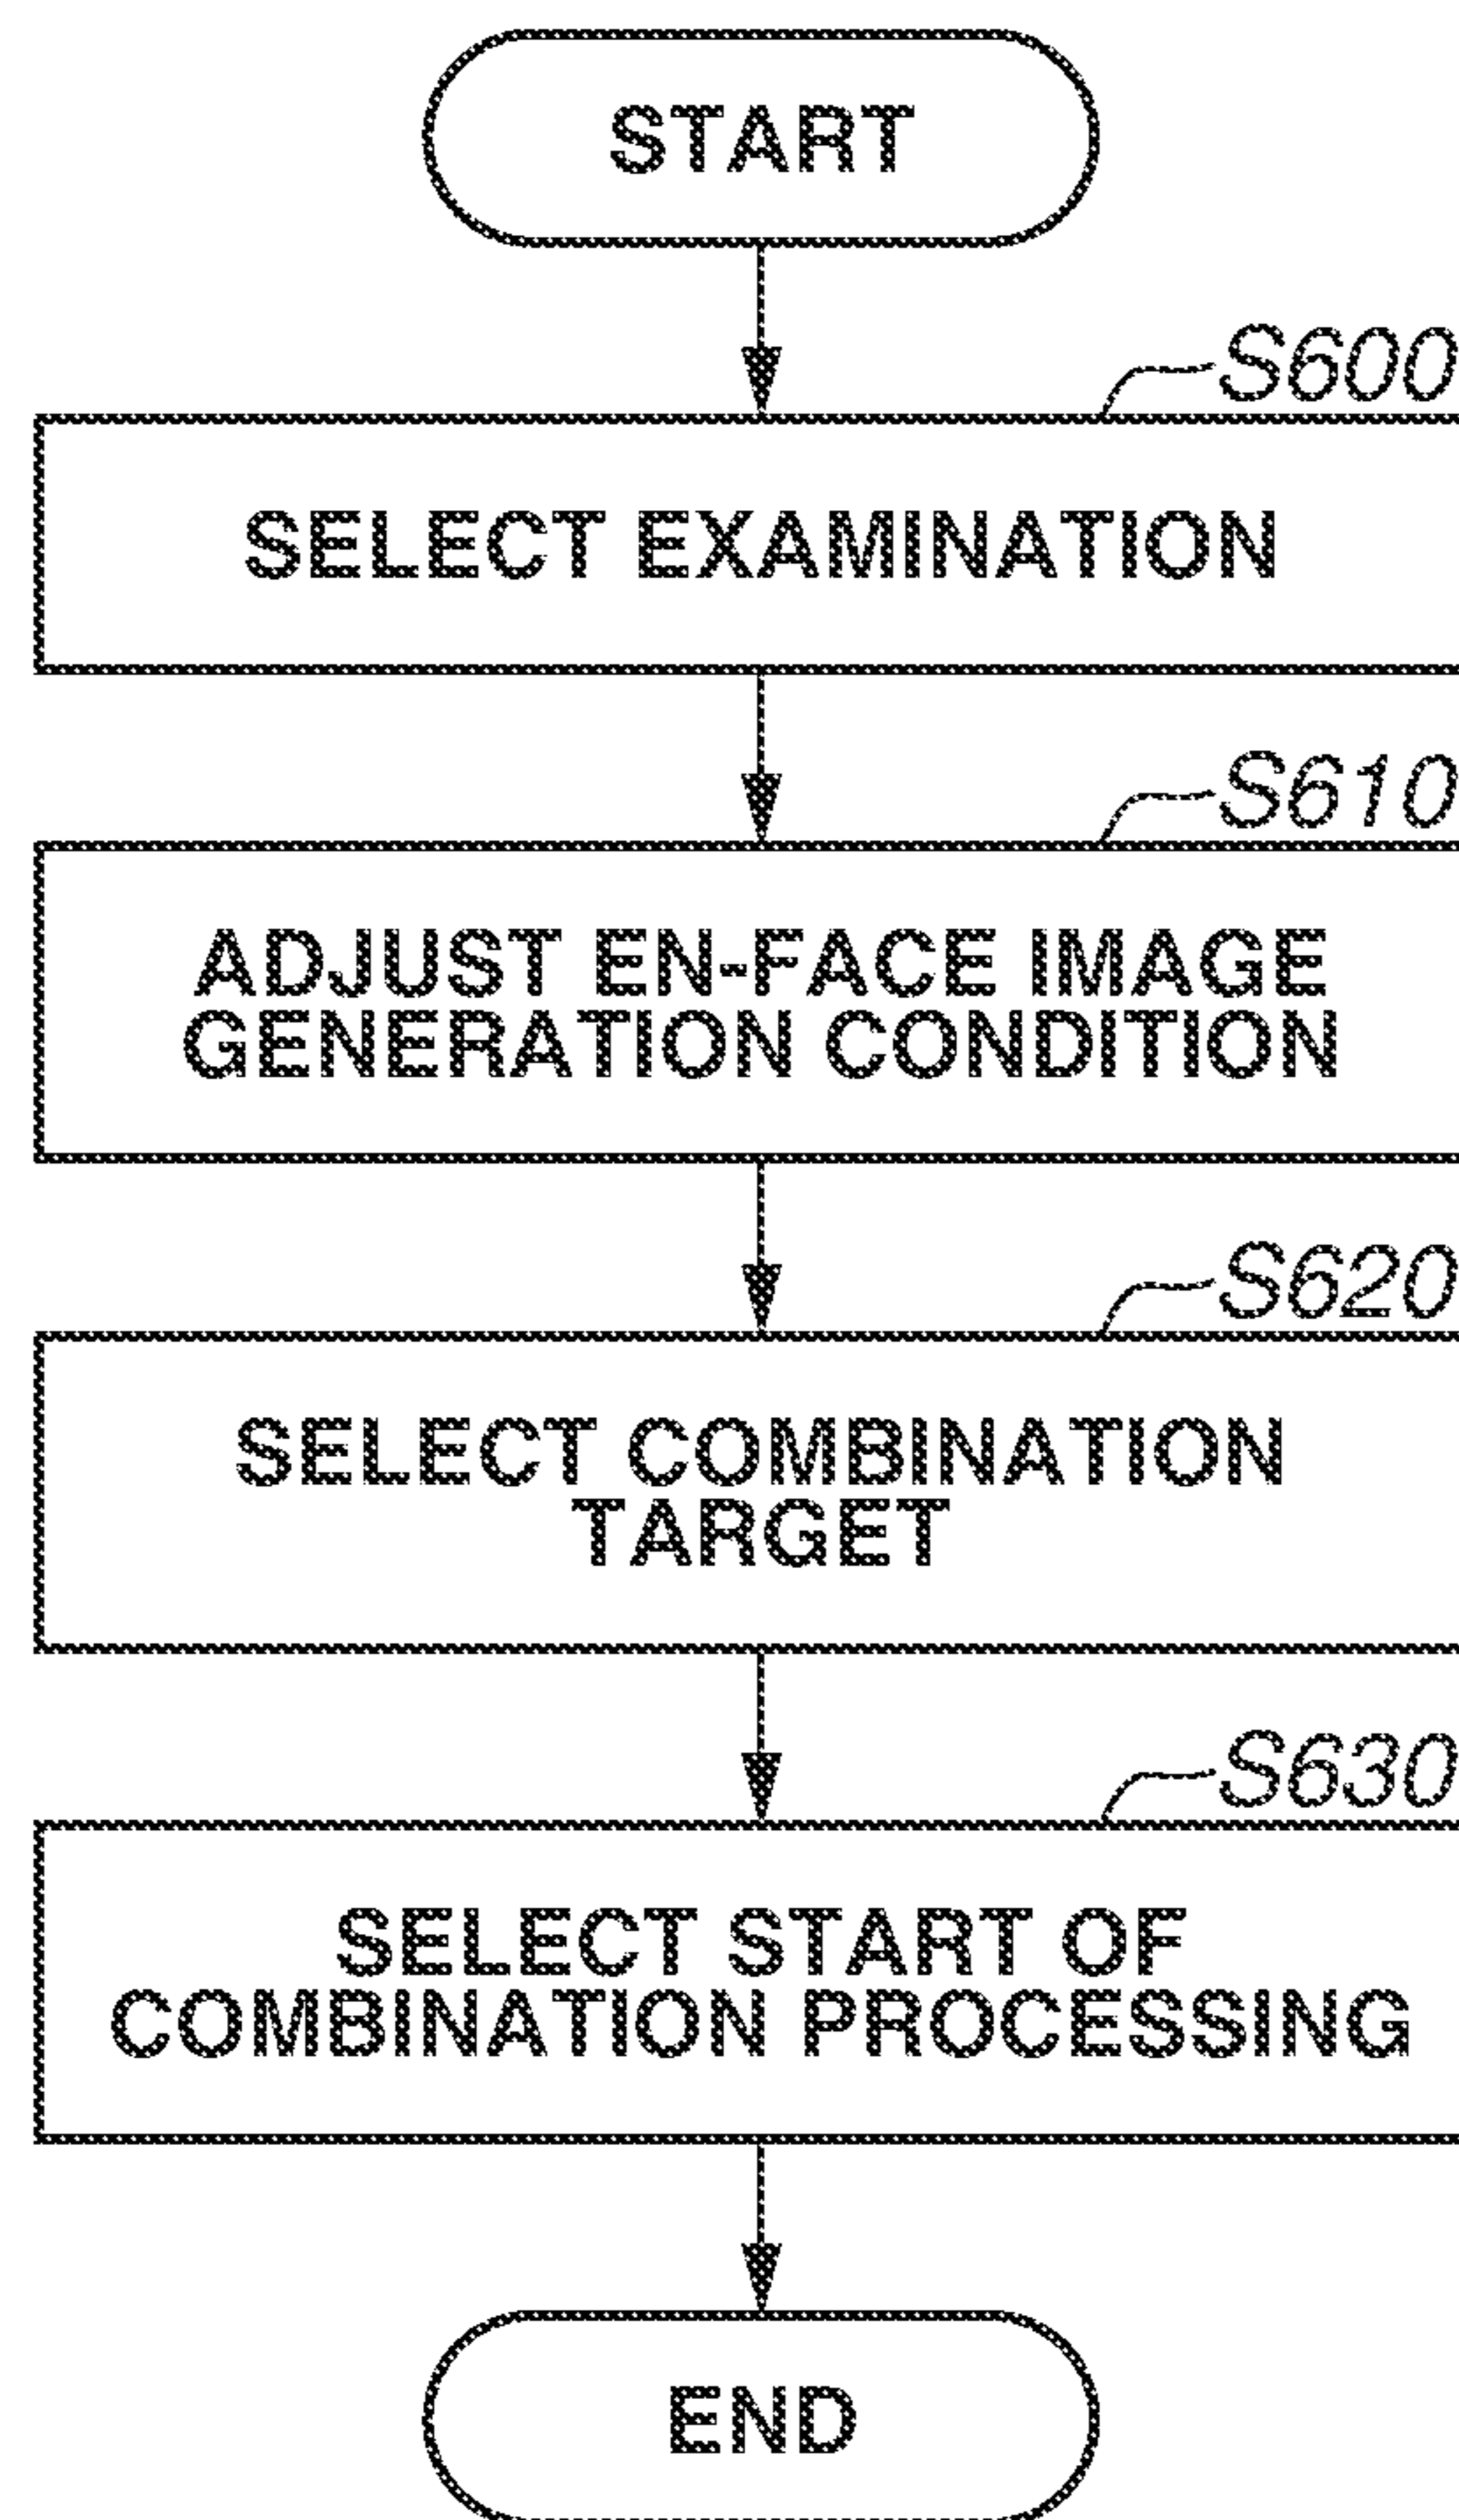 START
S600
SELECT EXAMINATION
S610
ADJUST EN-FACE IMAGE
GENERATION CONDITION
S620
SELECT COMBINATION
TARGET
S630
SELECT START OF
COMBINATION PROCESSING
END